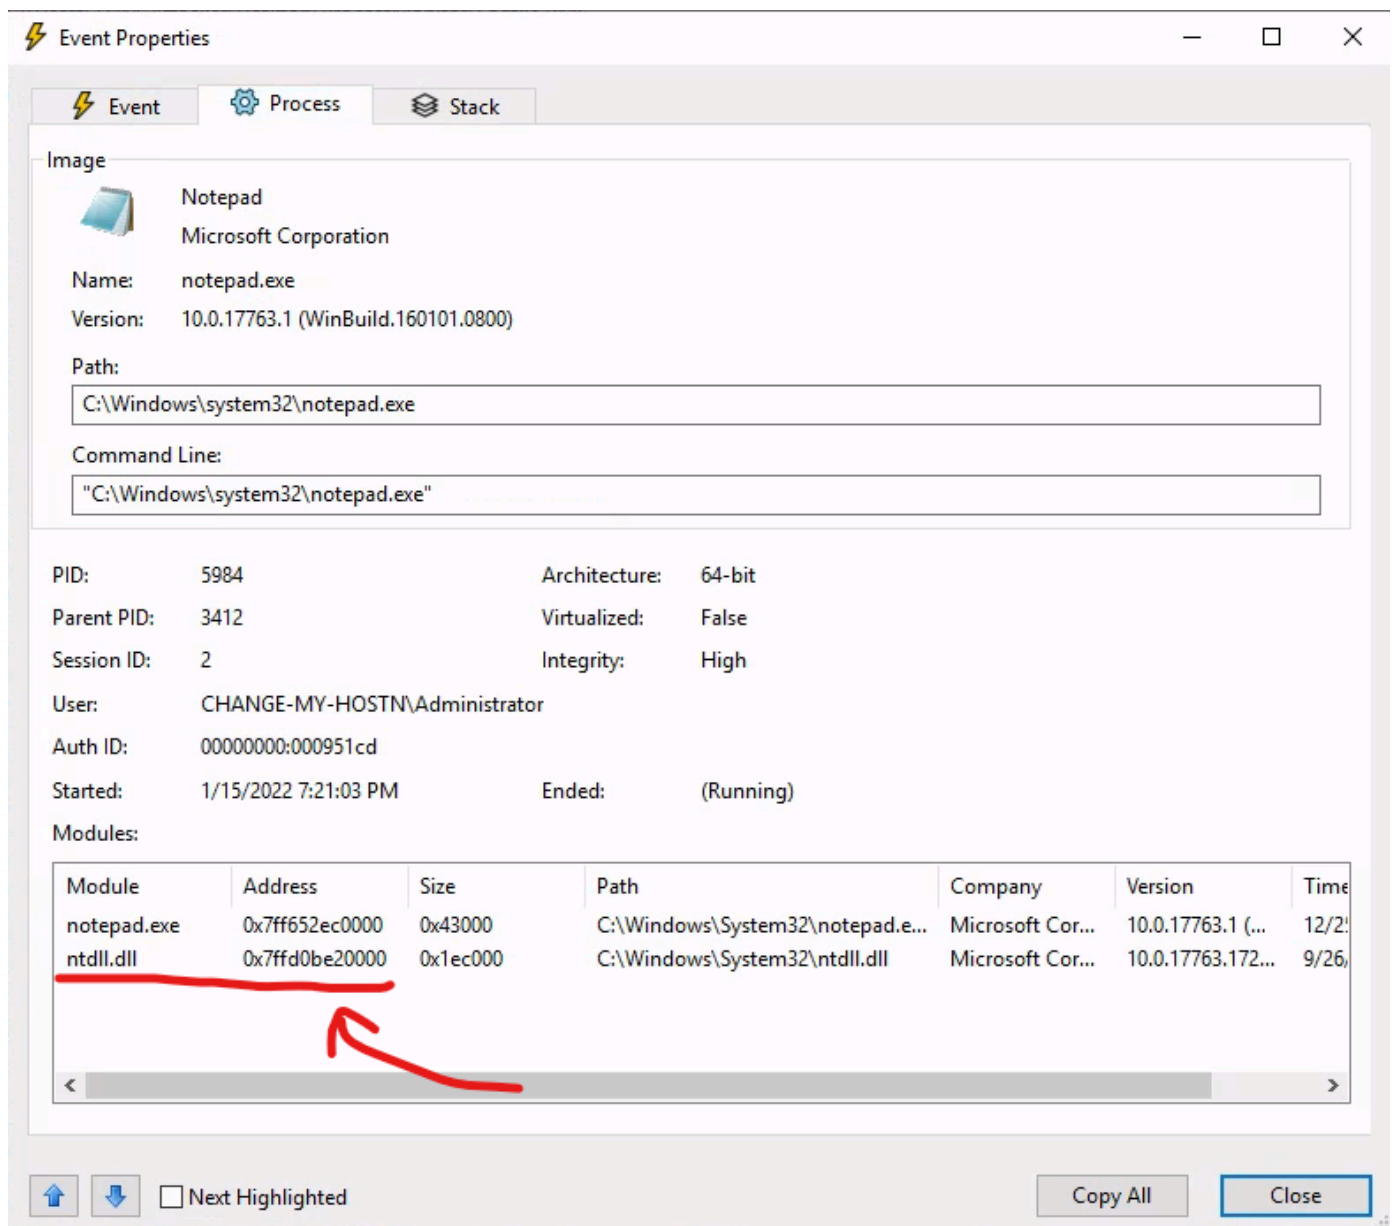 Event Properties
Event Process Stack
Image
Notepad
Microsoft Corporation
Name: notepad.exe
Version: 10.0.17763.1 (WinBuild.160101.0800)
Path:
C:\Windows\system32\notepad.exe
Command Line:
"C:\Windows\system32\notepad.exe"
PID: 5984 Architecture: 64-bit
Parent PID: 3412 Virtualized: False
Session ID: 2 Integrity: High
User: CHANGE-MY-HOSTN\Administrator
Auth ID: 00000000:000951cd
Started: 1/15/2022 7:21:03 PM Ended: (Running)
Modules:
Module Address Size Path Company Version Time
notepad.exe 0x7ff652ec0000 0x43000 C:\Windows\System32\notepad.e... Microsoft Cor... 10.0.17763.1 (... 12/2
ntdll.dll 0x7ffd0be20000 0x1ec000 C:\Windows\System32\ntdll.dll Microsoft Cor... 10.0.17763.172... 9/26/
Next Highlighted Copy All Close